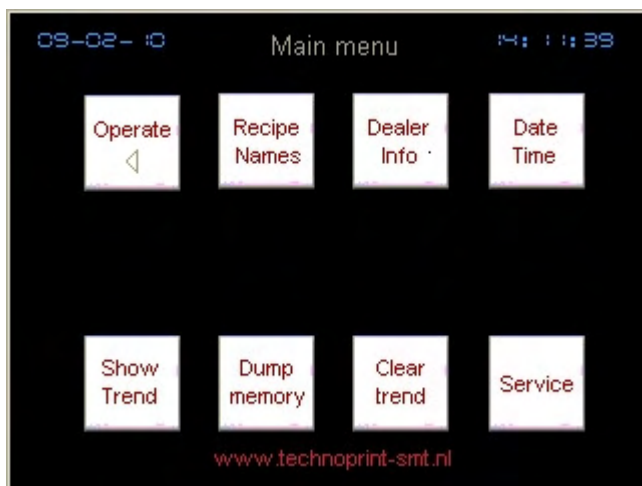 09-02-10
Main menu
14:11:39
Operate
Recipe
Names
Dealer
Info
Date
Time
Show
Trend
Dump
memory
Clear
trend
Service
www.technoprint-smt.nl